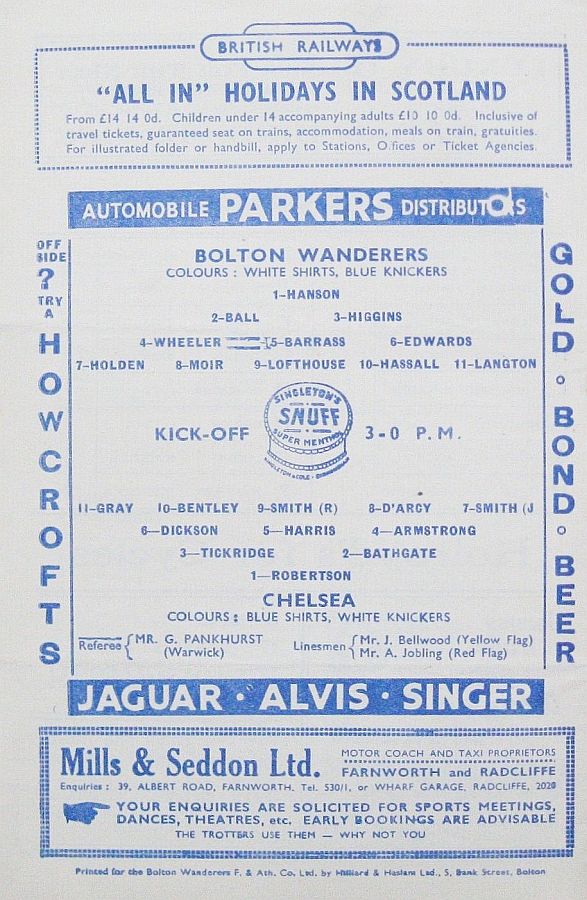 BRITISH RAILWAYS
“ALL IN” HOLIDAYS IN SCOTLAND
From £14 14 0d. Children under 14 accompanying adults £10 10 0d. Inclusive of
travel tickets, guaranteed seat on trains, accommodation, meals on train, gratuities.
For illustrated folder or handbill, apply to Stations, Offices or Ticket Agencies.
AUTOMOBILE PARKERS DISTRIBUTORS
OFF
SIDE
?
TRY
A
HOWCROFTS
BOLTON WANDERERS
COLOURS : WHITE SHIRTS, BLUE KNICKERS
1-HANSON
2-BALL 3-HIGGINS
4-WHEELER 5-BARRASS 6-EDWARDS
7-HOLDEN 8-MOIR 9-LOFTHOUSE 10-HASSALL 11-LANGTON
KICK-OFF 3-0 P.M.
SINGLETON'S
SNUFF
SUPER MENTHOL
SINGLETON & COLE · BIRMINGHAM
11-GRAY 10-BENTLEY 9-SMITH (R) 8-D'ARCY 7-SMITH (J
6—DICKSON 5—HARRIS 4—ARMSTRONG
3—TICKRIDGE 2—BATHGATE
1—ROBERTSON
CHELSEA
COLOURS : BLUE SHIRTS, WHITE KNICKERS
Referee { MR. G. PANKHURST
(Warwick)
Linesmen { Mr. J. Bellwood (Yellow Flag)
Mr. A. Jobling (Red Flag)
GOLD o BOND o BEER
JAGUAR · ALVIS · SINGER
Mills & Seddon Ltd.
MOTOR COACH AND TAXI PROPRIETORS
FARNWORTH and RADCLIFFE
Enquiries : 39, ALBERT ROAD, FARNWORTH. Tel. 530/1, or WHARF GARAGE, RADCLIFFE, 2020
YOUR ENQUIRIES ARE SOLICITED FOR SPORTS MEETINGS,
DANCES, THEATRES, etc. EARLY BOOKINGS ARE ADVISABLE
THE TROTTERS USE THEM — WHY NOT YOU
Printed for the Bolton Wanderers F. & Ath. Co. Ltd. by Hilliard & Haslam Ltd., 5, Bank Street, Bolton